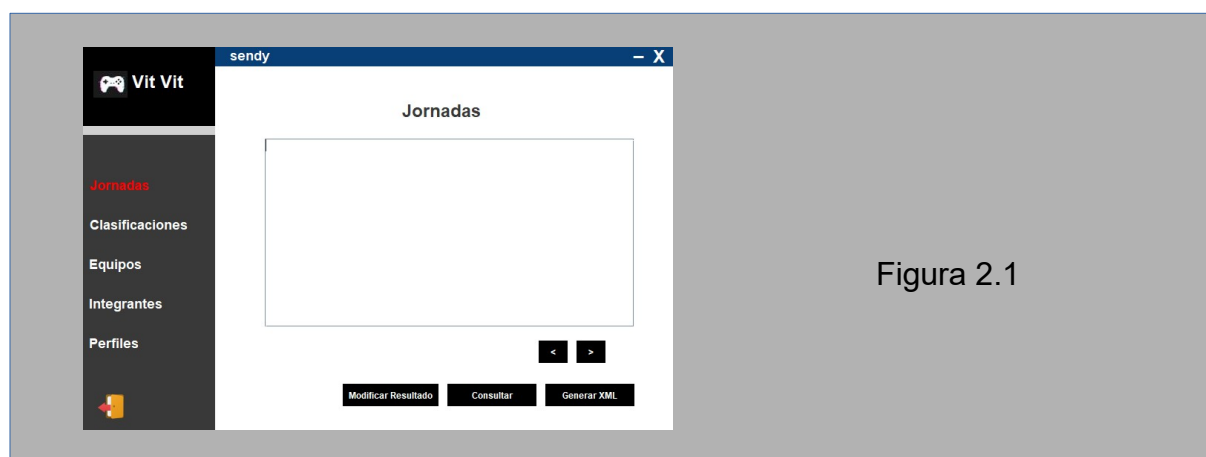 sendy
– X
Vit Vit
Jornadas
Jornadas
Clasificaciones
Equipos
Integrantes
Perfiles
< >
Modificar Resultado Consultar Generar XML
Figura 2.1